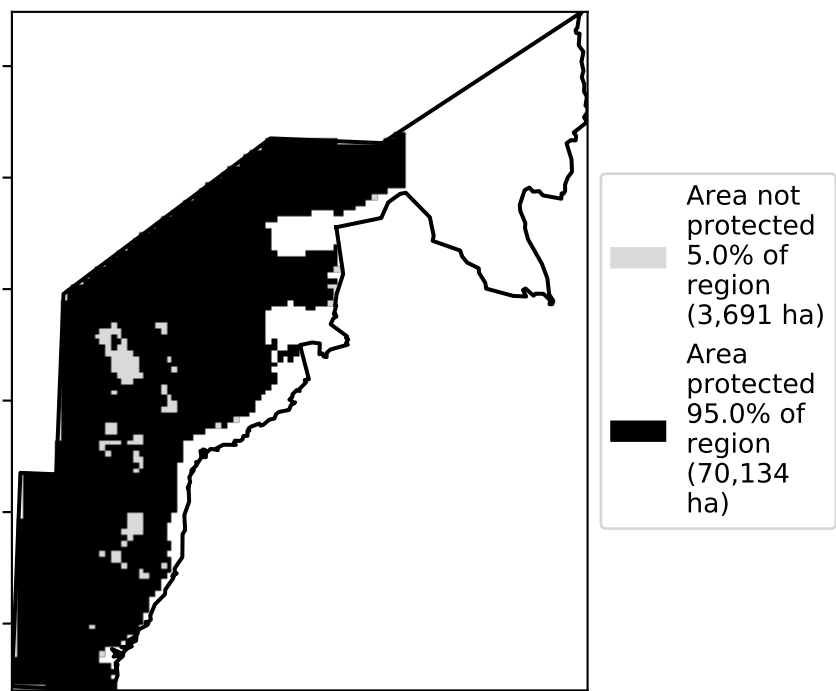 Area not
protected
5.0% of
region
(3,691 ha)
Area
protected
95.0% of
region
(70,134
ha)